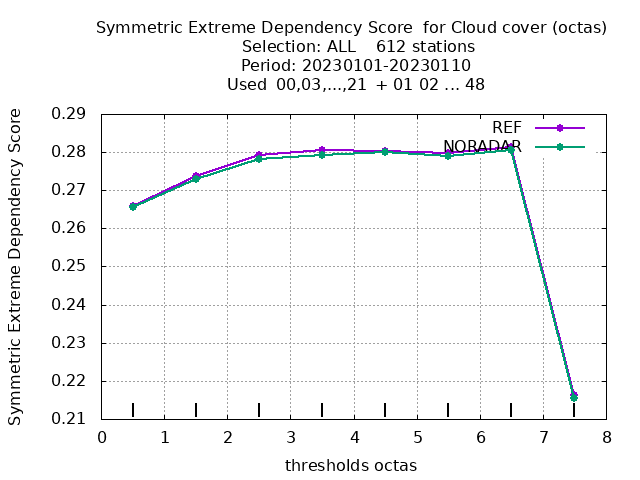 Symmetric Extreme Dependency Score  for Cloud cover (octas)
Selection: ALL    612 stations
Period: 20230101-20230110
Used  00,03,...,21  + 01 02 ... 48
REF
NORADAR
Symmetric Extreme Dependency Score
0.29
0.28
0.27
0.26
0.25
0.24
0.23
0.22
0.21
0 1 2 3 4 5 6 7 8
thresholds octas